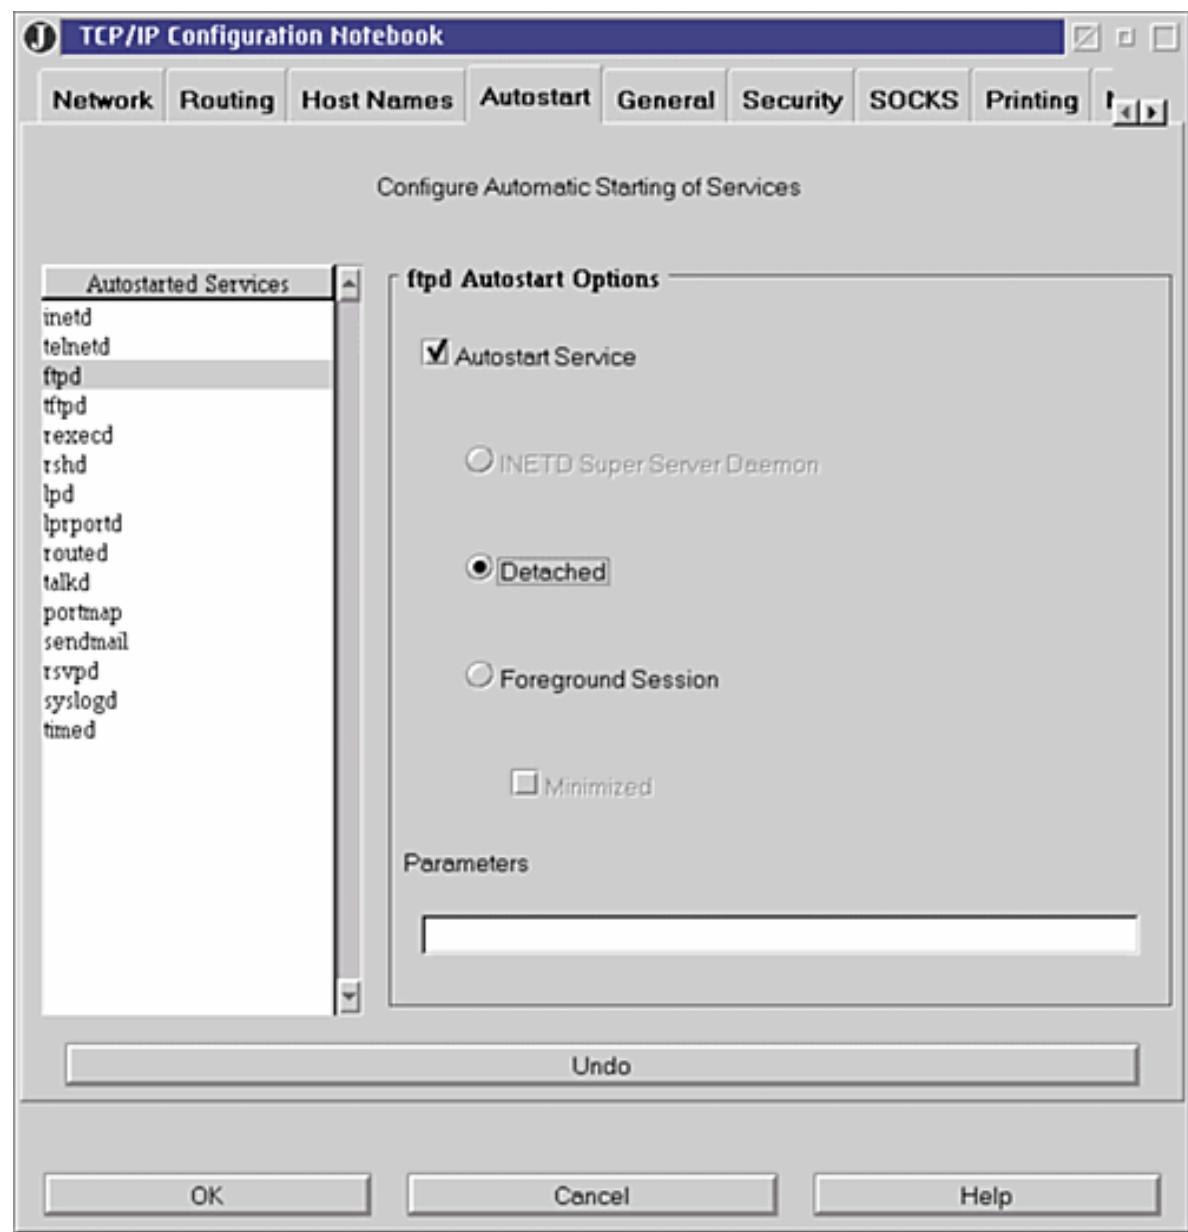 TCP/IP Configuration Notebook
Network Routing Host Names Autostart General Security SOCKS Printing
Configure Automatic Starting of Services
Autostarted Services
inetd
telnetd
ftpd
tftpd
rexecd
rshd
lpd
lprportd
routed
talkd
portmap
sendmail
rsvpd
syslogd
timed
ftpd Autostart Options
Autostart Service
INETD Super Server Daemon
Detached
Foreground Session
Minimized
Parameters
Undo
OK Cancel Help